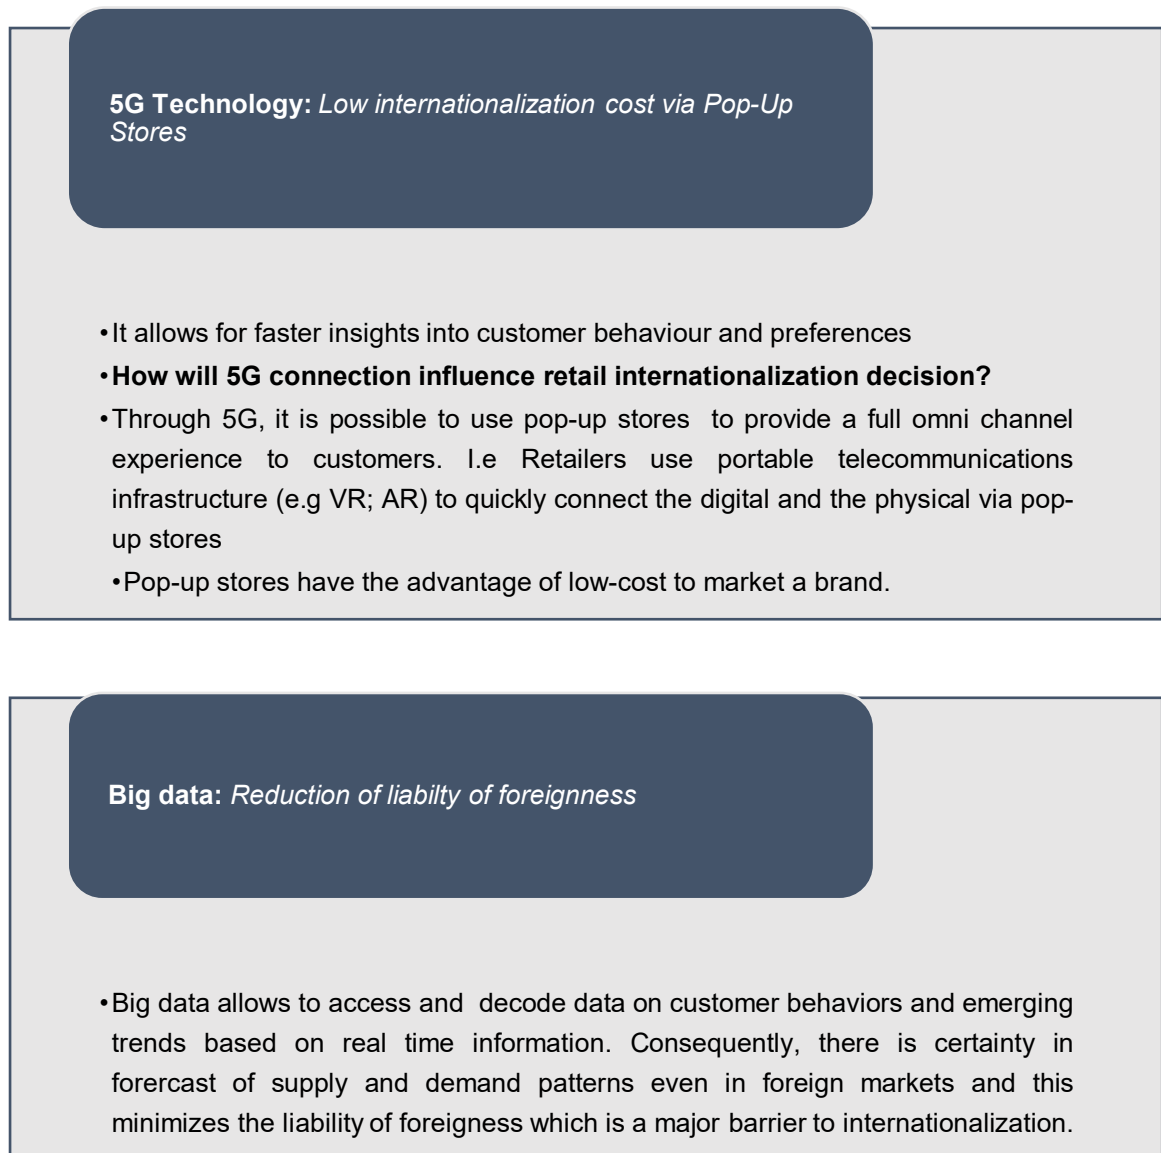 5G Technology: Low internationalization cost via Pop-Up
Stores
•It allows for faster insights into customer behaviour and preferences
•How will 5G connection influence retail internationalization decision?
•Through 5G, it is possible to use pop-up stores  to provide a full omni channel
experience to customers. I.e Retailers use portable telecommunications
infrastructure (e.g VR; AR) to quickly connect the digital and the physical via pop-
up stores
•Pop-up stores have the advantage of low-cost to market a brand.
Big data: Reduction of liabilty of foreignness
•Big data allows to access and  decode data on customer behaviors and emerging
trends based on real time information. Consequently, there is certainty in
forercast of supply and demand patterns even in foreign markets and this
minimizes the liability of foreigness which is a major barrier to internationalization.